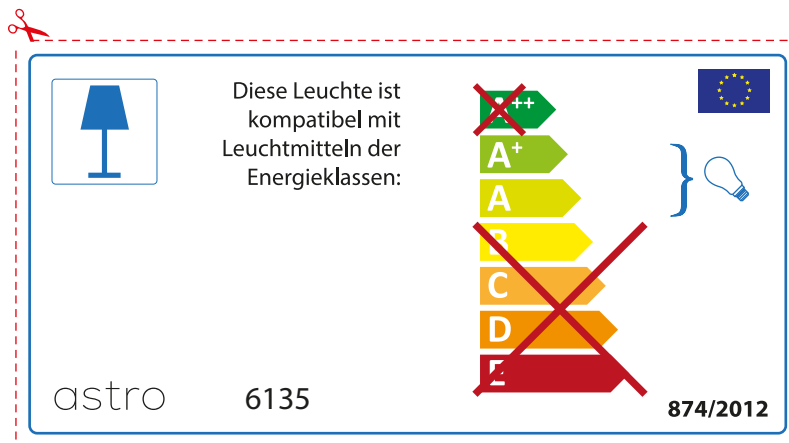 Diese Leuchte ist
kompatibel mit
Leuchtmitteln der
Energieklassen:
A++
A+
A
B
C
D
E
astro
6135
874/2012